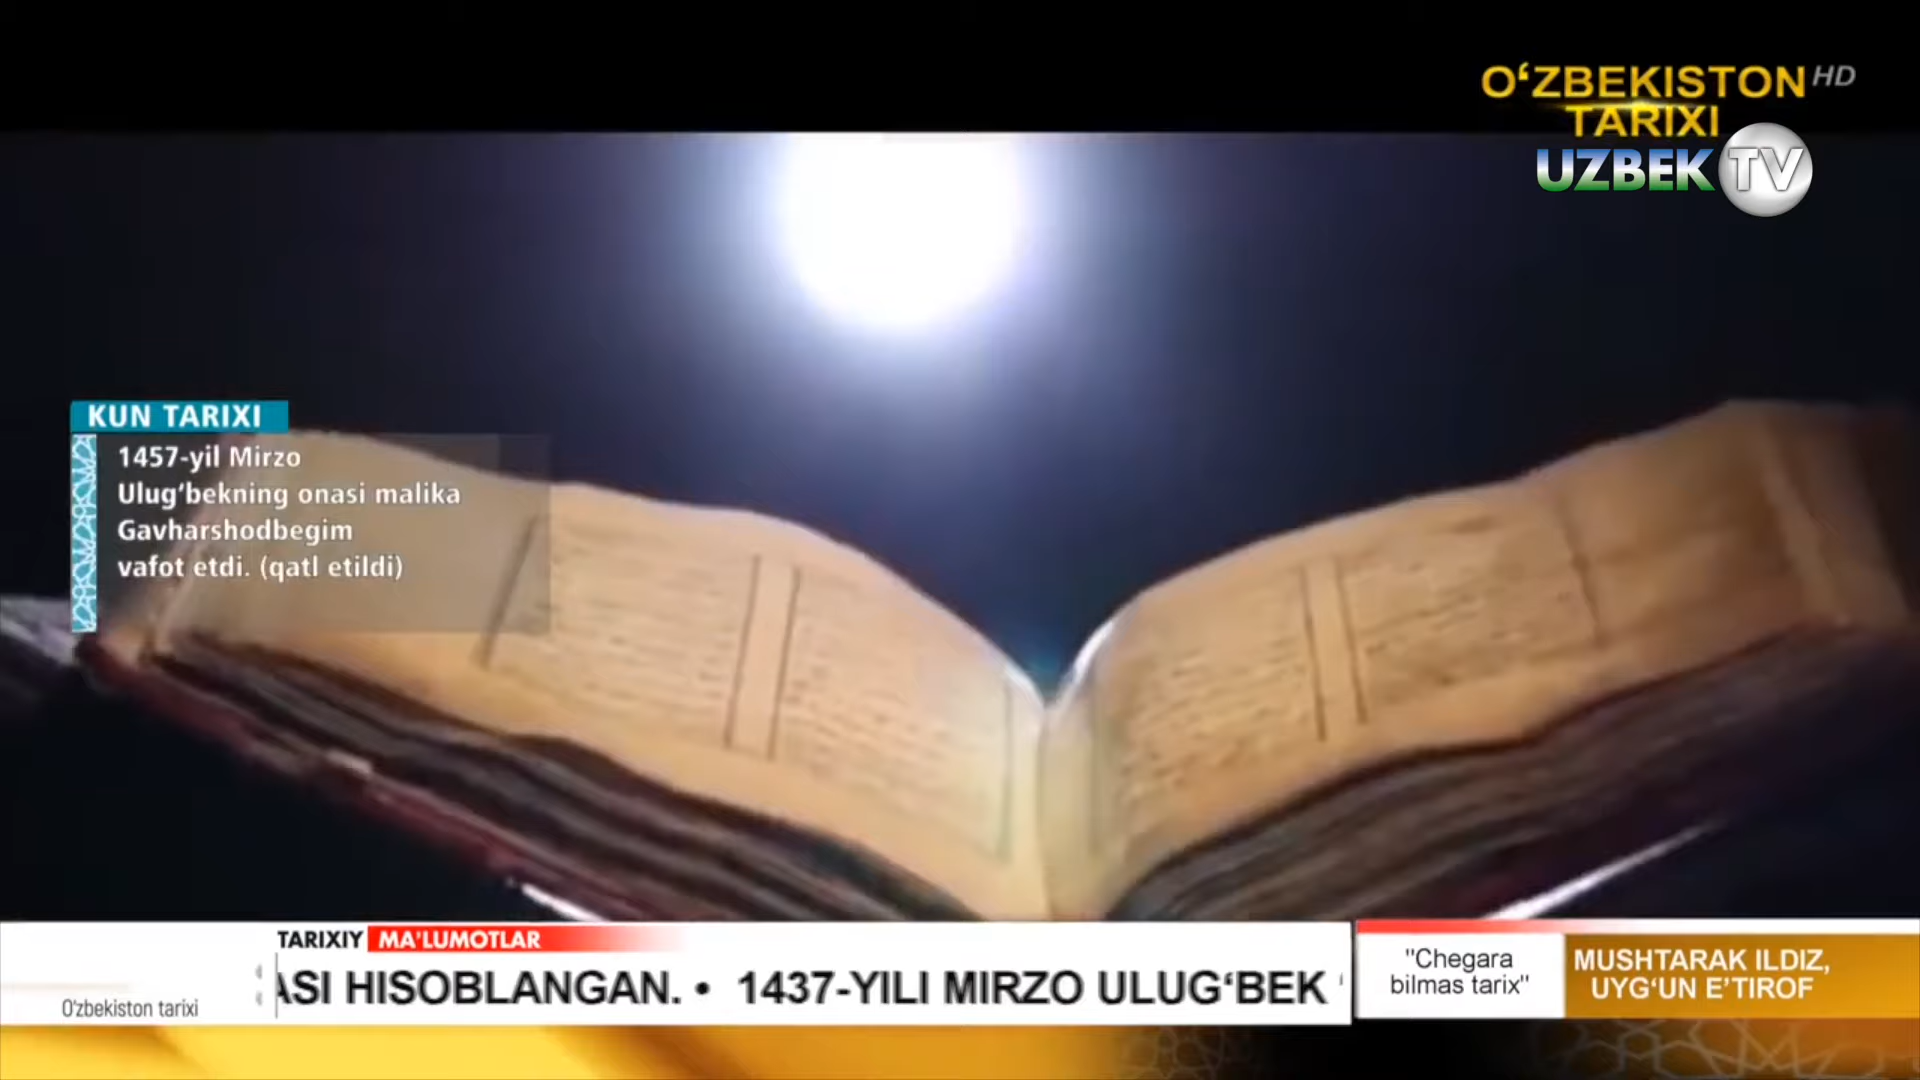 O‘ZBEKISTON HD
TARIXI
UZBEK TV
KUN TARIXI
1457-yil Mirzo
Ulug‘bekning onasi malika
Gavharshodbegim
vafot etdi. (qatl etildi)
TARIXIY MA'LUMOTLAR
HISOBLANGAN. • 1437-YILI MIRZO ULUG‘BEK
O'zbekiston tarixi
"Chegara
bilmas tarix"
MUSHTARAK ILDIZ,
UYG‘UN E’TIROF